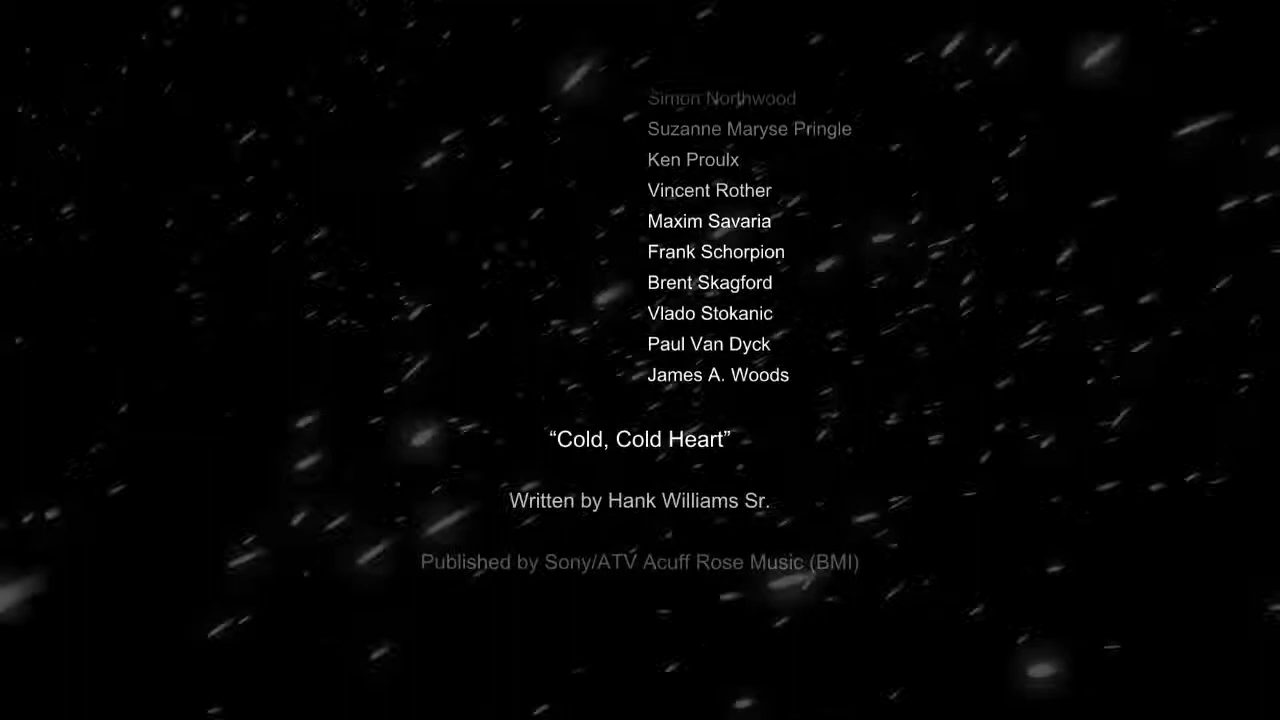 Simon Northwood
Suzanne Maryse Pringle
Ken Proulx
Vincent Rother
Maxim Savaria
Frank Schorpion
Brent Skagford
Vlado Stokanic
Paul Van Dyck
James A. Woods
“Cold, Cold Heart”
Written by Hank Williams Sr.
Published by Sony/ATV Acuff Rose Music (BMI)